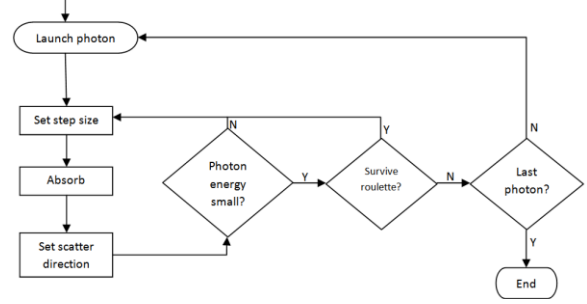 Launch photon
Set step size
Absorb
Set scatter
direction
N
Photon
energy
small?
Y
Y
Survive
roulette?
N
N
Last
photon?
Y
End